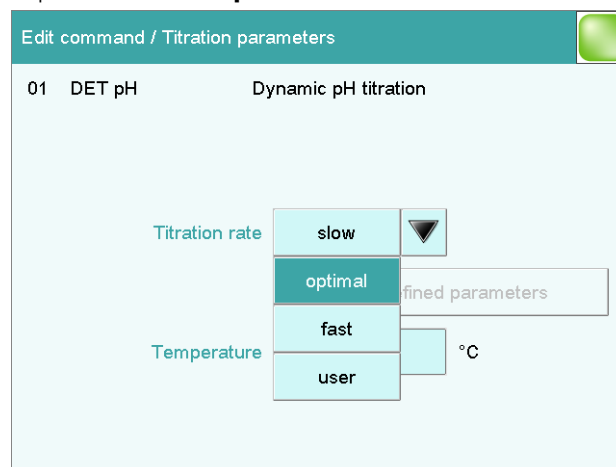 Edit command / Titration parameters
01 DET pH Dynamic pH titration
Titration rate slow
optimal
fined parameters
fast
Temperature °C
user